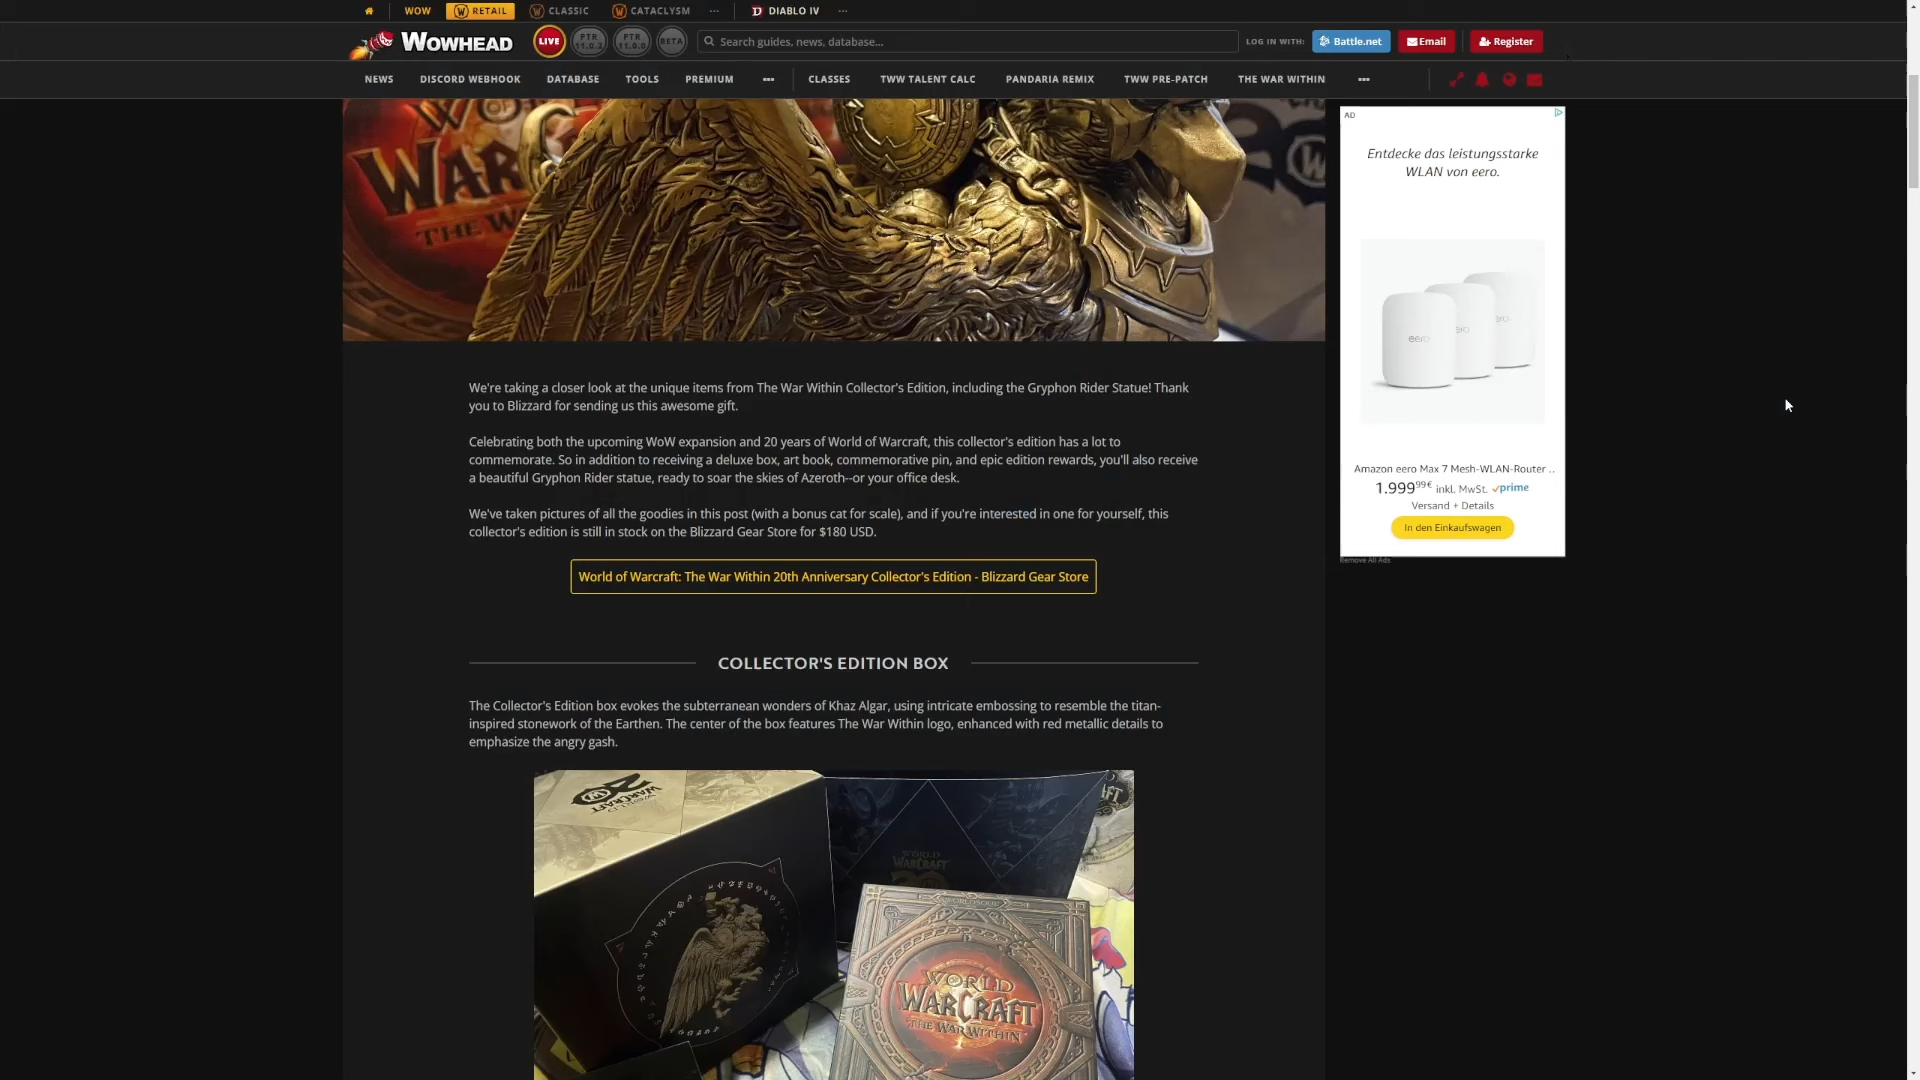 WOW
RETAIL
CLASSIC
CATACLYSM
DIABLO IV
WOWHEAD
LIVE
PTR
PTR
11.0.0
BETA
Search guides, news, database...
LOG IN WITH:
Battle.net
Email
Register
NEWS
DISCORD WEBHOOK
DATABASE
TOOLS
PREMIUM
CLASSES
TWW TALENT CALC
PANDARIA REMIX
TWW PRE-PATCH
THE WAR WITHIN
AD
Entdecke das leistungsstarke
WLAN von eero.
eero
Amazon eero Max 7 Mesh-WLAN-Router ..
1.999,99€ inkl. MwSt. prime
Versand + Details
In den Einkaufswagen
Remove All Ads
We're taking a closer look at the unique items from The War Within Collector's Edition, including the Gryphon Rider Statue! Thank
you to Blizzard for sending us this awesome gift.
Celebrating both the upcoming WoW expansion and 20 years of World of Warcraft, this collector's edition has a lot to
commemorate. So in addition to receiving a deluxe box, art book, commemorative pin, and epic edition rewards, you'll also receive
a beautiful Gryphon Rider statue, ready to soar the skies of Azeroth--or your office desk.
We've taken pictures of all the goodies in this post (with a bonus cat for scale), and if you're interested in one for yourself, this
collector's edition is still in stock on the Blizzard Gear Store for $180 USD.
World of Warcraft: The War Within 20th Anniversary Collector's Edition - Blizzard Gear Store
COLLECTOR'S EDITION BOX
The Collector's Edition box evokes the subterranean wonders of Khaz Algar, using intricate embossing to resemble the titan-
inspired stonework of the Earthen. The center of the box features The War Within logo, enhanced with red metallic details to
emphasize the angry gash.
WORLD
WARCRAFT
WORLD
WARCRAFT
WORLD
WARCRAFT
THE WAR WITHIN